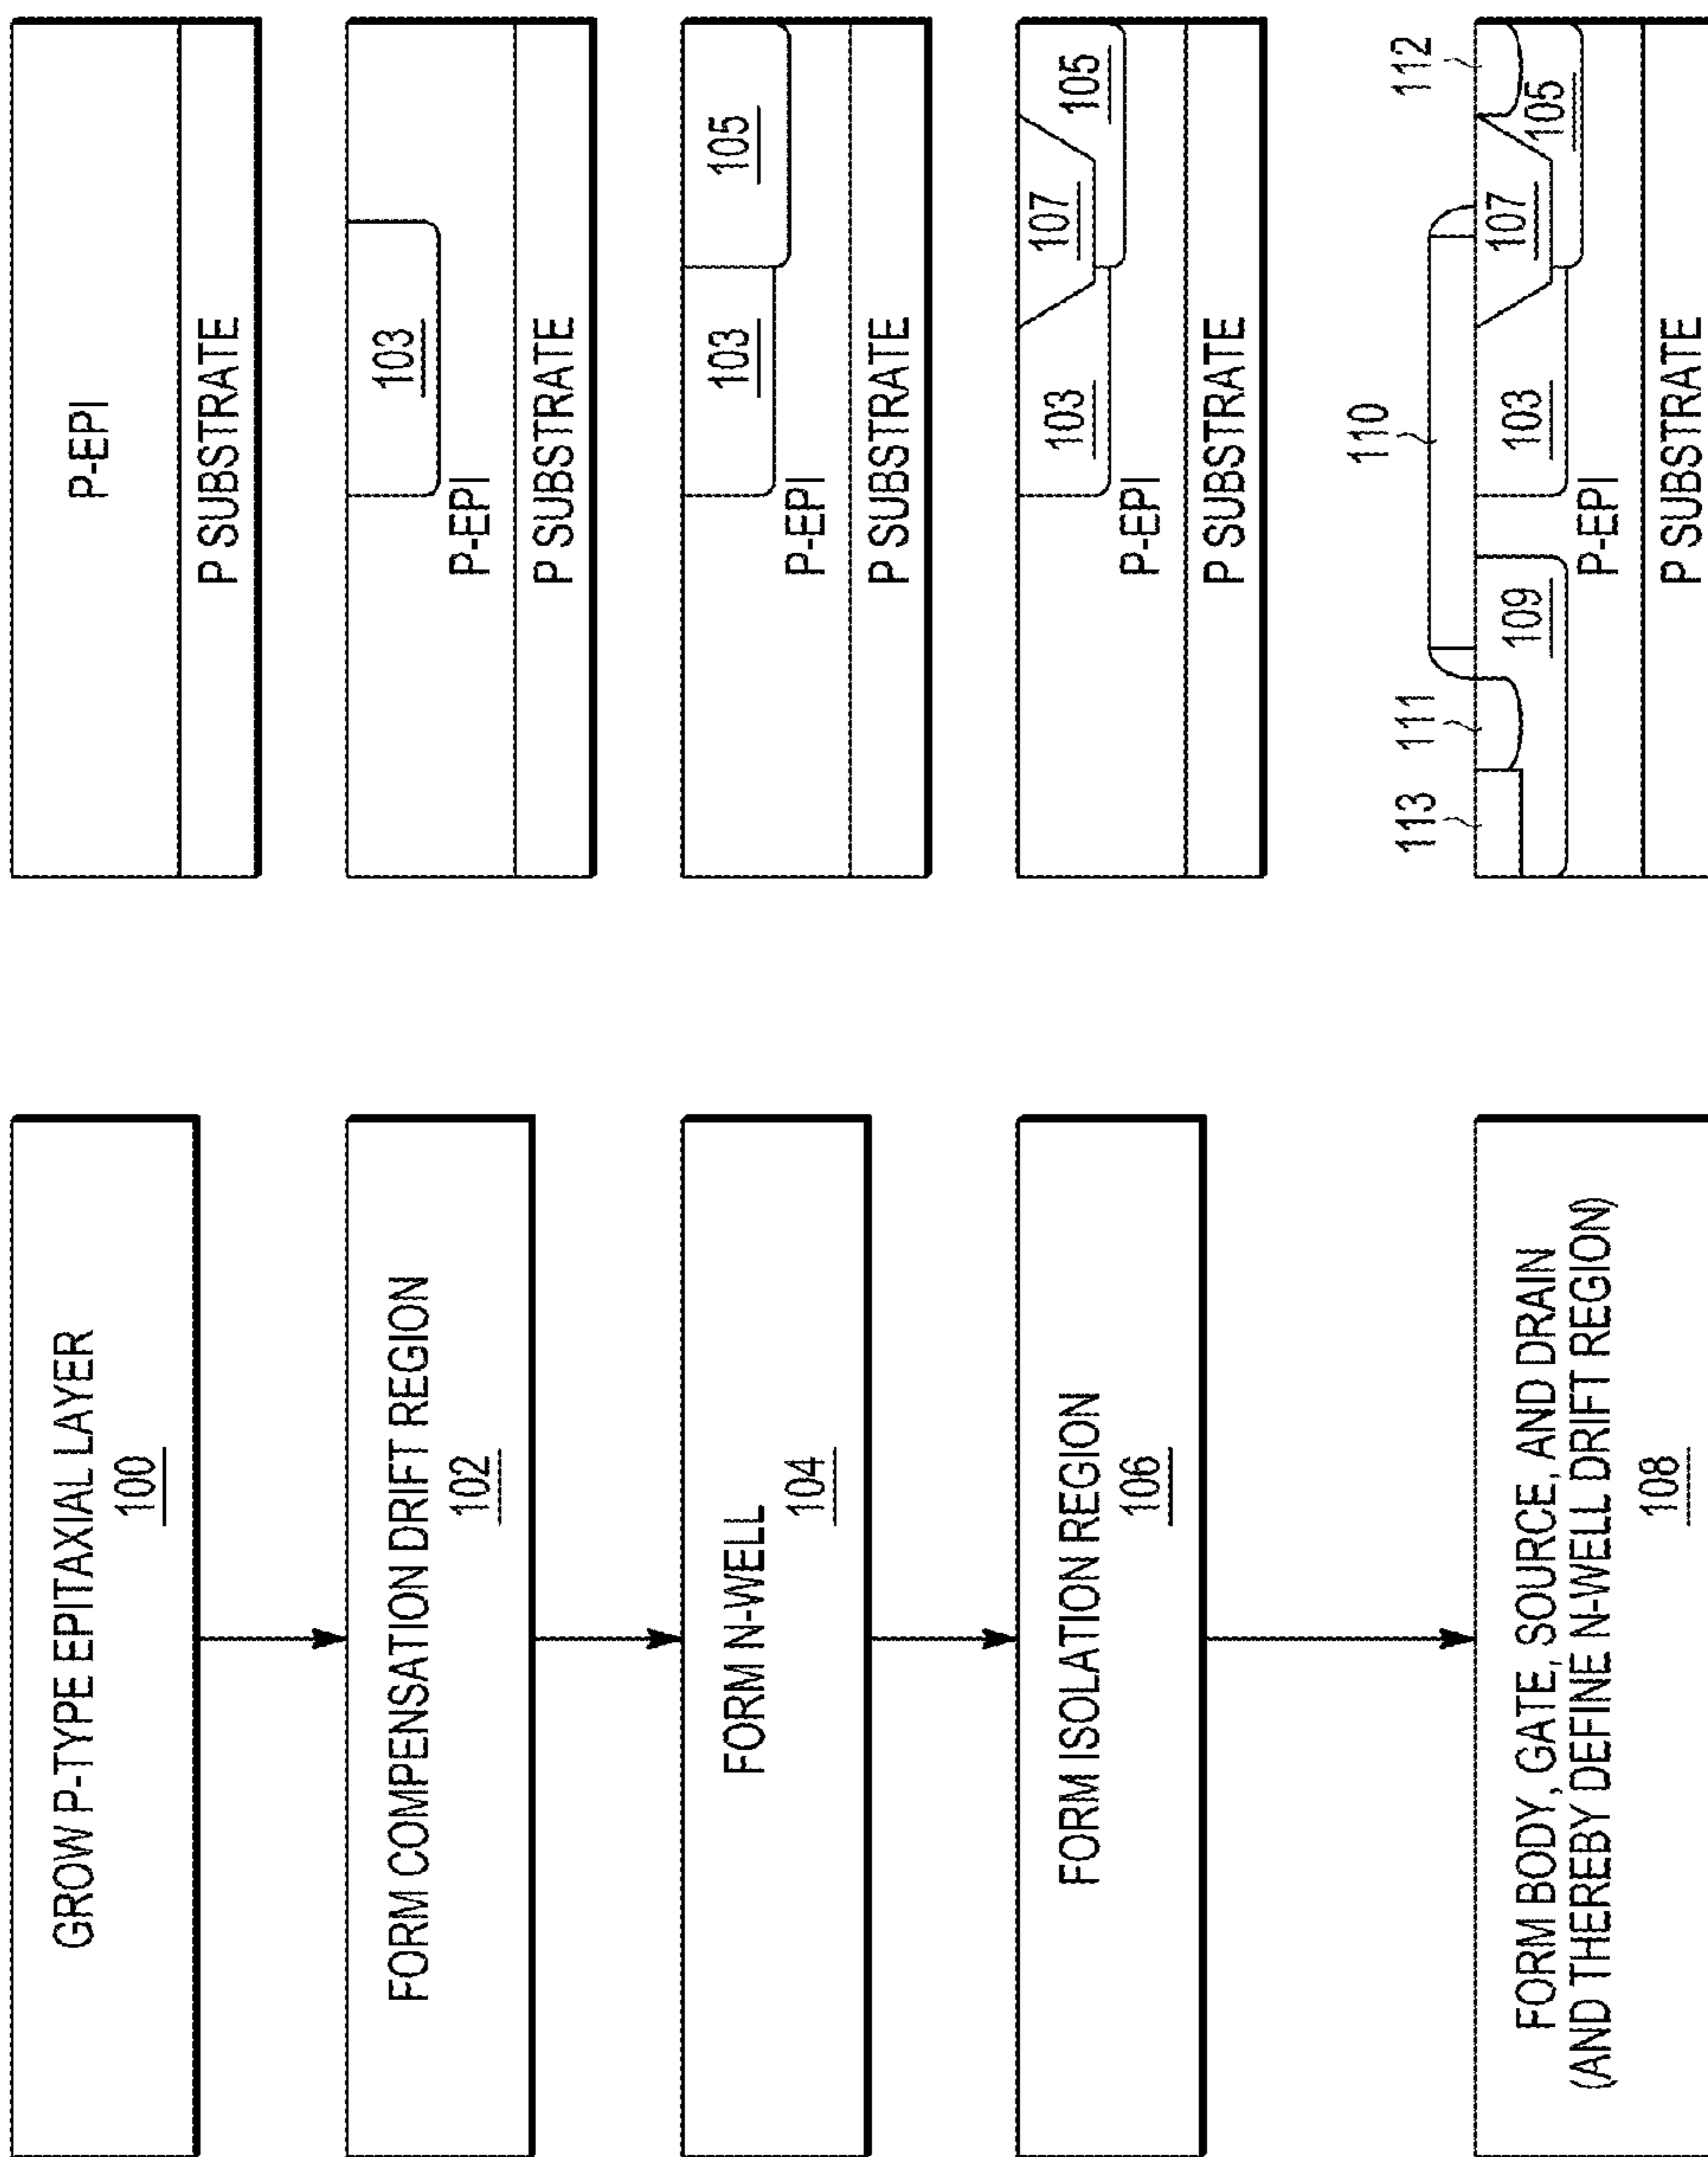 GROW P-TYPE EPITAXIAL LAYER
100
P-EPI
P SUBSTRATE
FORM COMPENSATION DRIFT REGION
102
103
P-EPI
P SUBSTRATE
FORM N-WELL
104
103
105
P-EPI
P SUBSTRATE
FORM ISOLATION REGION
106
103
107
105
P-EPI
P SUBSTRATE
FORM BODY, GATE, SOURCE, AND DRAIN
(AND THEREBY DEFINE N-WELL DRIFT REGION)
108
113
111
110
112
109
103
107
105
P-EPI
P SUBSTRATE